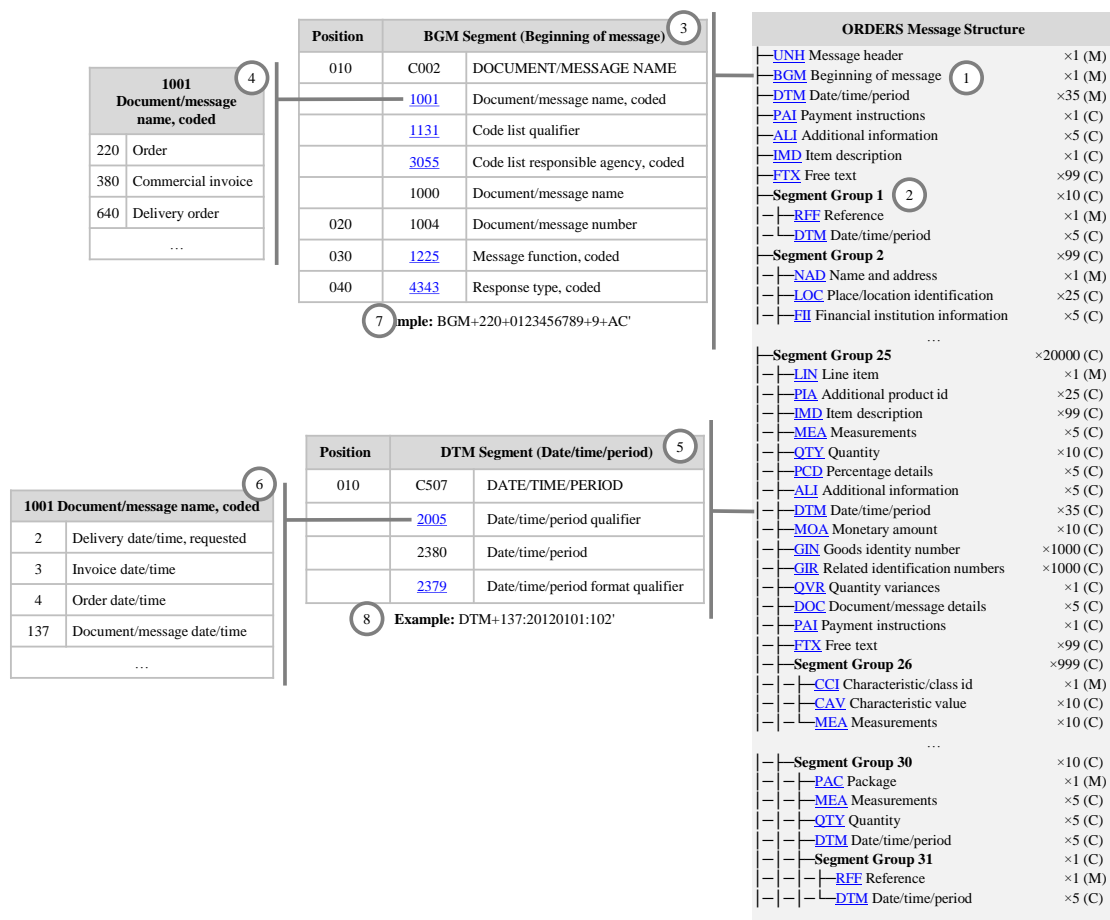 Position BGM Segment (Beginning of message) 3
010 C002 DOCUMENT/MESSAGE NAME
1001 Document/message name, coded
1131 Code list qualifier
3055 Code list responsible agency, coded
1000 Document/message name
020 1004 Document/message number
030 1225 Message function, coded
040 4343 Response type, coded
7 mple: BGM+220+0123456789+9+AC'
1001 4
Document/message
name, coded
220 Order
380 Commercial invoice
640 Delivery order
…
Position DTM Segment (Date/time/period) 5
010 C507 DATE/TIME/PERIOD
2005 Date/time/period qualifier
2380 Date/time/period
2379 Date/time/period format qualifier
8 Example: DTM+137:20120101:102'
6
1001 Document/message name, coded
2 Delivery date/time, requested
3 Invoice date/time
4 Order date/time
137 Document/message date/time
…
ORDERS Message Structure
UNH Message header ×1 (M)
BGM Beginning of message 1 ×1 (M)
DTM Date/time/period ×35 (M)
PAI Payment instructions ×1 (C)
ALI Additional information ×5 (C)
IMD Item description ×1 (C)
FTX Free text ×99 (C)
Segment Group 1 2 ×10 (C)
RFF Reference ×1 (M)
DTM Date/time/period ×5 (C)
Segment Group 2 ×99 (C)
NAD Name and address ×1 (M)
LOC Place/location identification ×25 (C)
FII Financial institution information ×5 (C)
…
Segment Group 25 ×20000 (C)
LIN Line item ×1 (M)
PIA Additional product id ×25 (C)
IMD Item description ×99 (C)
MEA Measurements ×5 (C)
QTY Quantity ×10 (C)
PCD Percentage details ×5 (C)
ALI Additional information ×5 (C)
DTM Date/time/period ×35 (C)
MOA Monetary amount ×10 (C)
GIN Goods identity number ×1000 (C)
GIR Related identification numbers ×1000 (C)
QVR Quantity variances ×1 (C)
DOC Document/message details ×5 (C)
PAI Payment instructions ×1 (C)
FTX Free text ×99 (C)
Segment Group 26 ×999 (C)
CCI Characteristic/class id ×1 (M)
CAV Characteristic value ×10 (C)
MEA Measurements ×10 (C)
…
Segment Group 30 ×10 (C)
PAC Package ×1 (M)
MEA Measurements ×5 (C)
QTY Quantity ×5 (C)
DTM Date/time/period ×5 (C)
Segment Group 31 ×1 (C)
RFF Reference ×1 (M)
DTM Date/time/period ×5 (C)